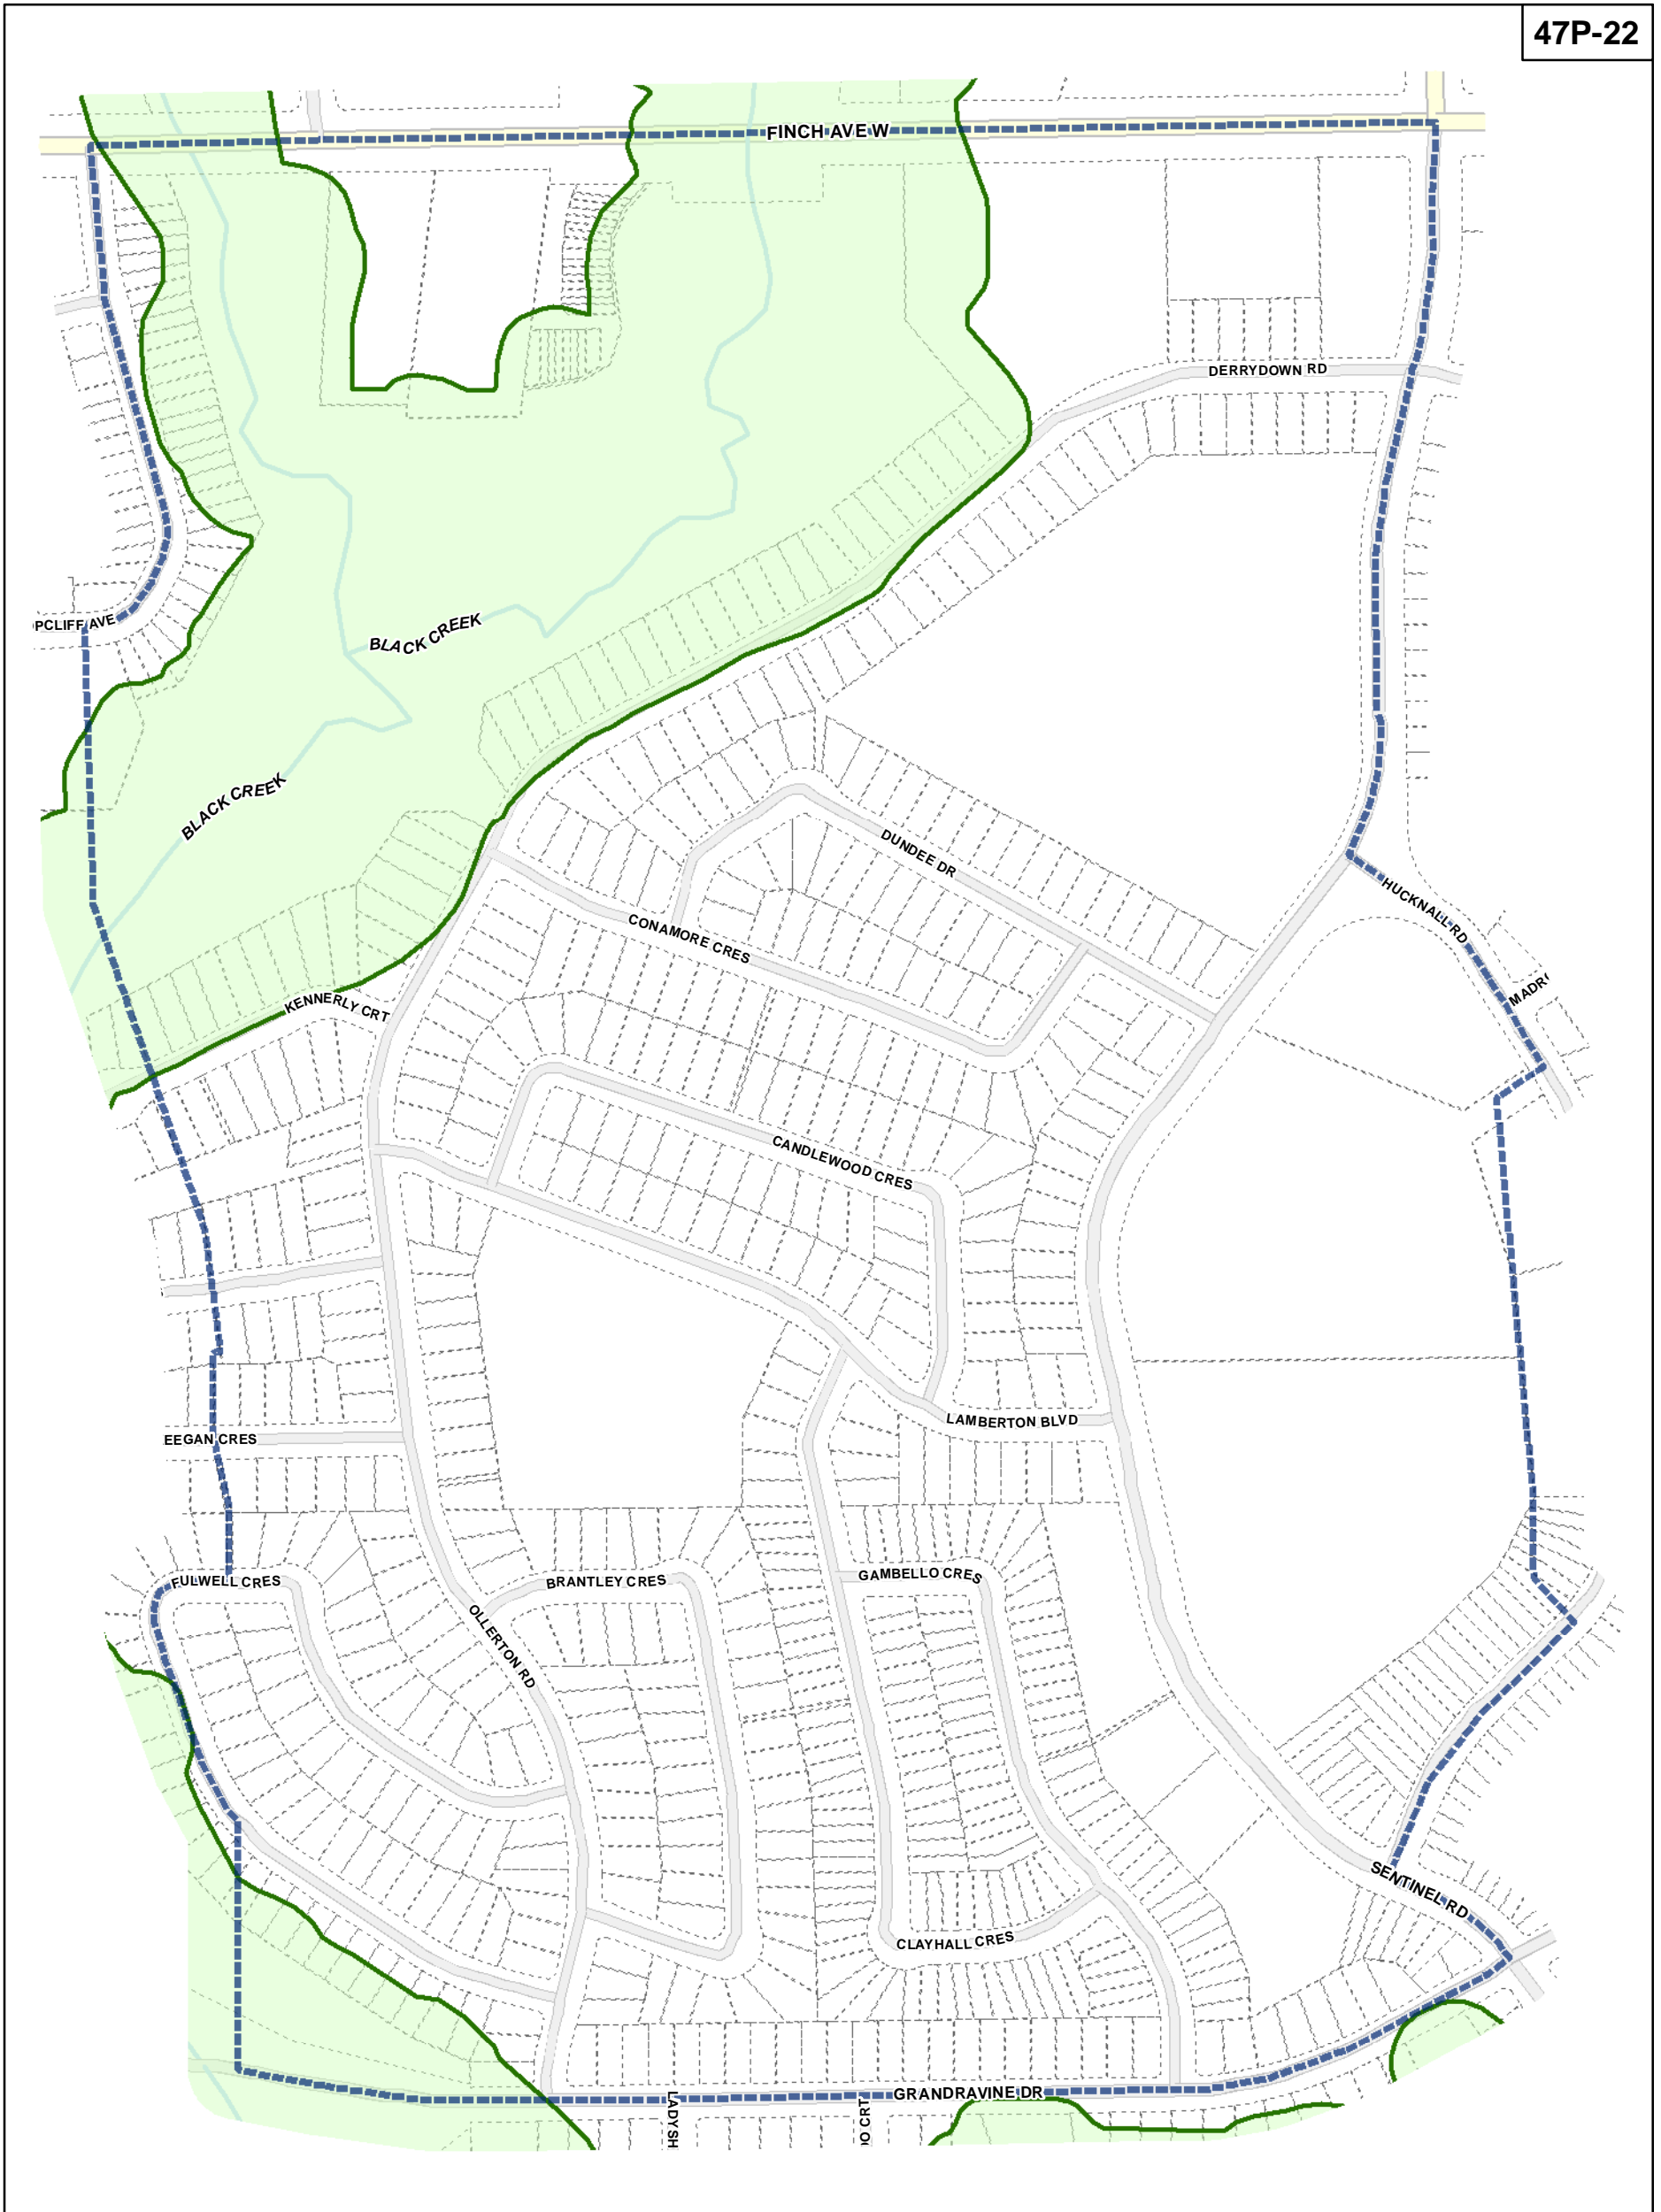 47P-22
FINCH AVE W
DERRYDOWN RD
PCLIFF AVE
BLACK CREEK
BLACK CREEK
DUNDEE DR
HUCKNALL RD
CONAMORE CRES
MADR
KENNERLY CRT
CANDLEWOOD CRES
LAMBERTON BLVD
EEGAN CRES
FULWELL CRES
BRANTLEY CRES
GAMBELLO CRES
OLLERTON RD
SENTINEL RD
CLAYHALL CRES
GRANDRAVINE DR
LADY SH
O CRT